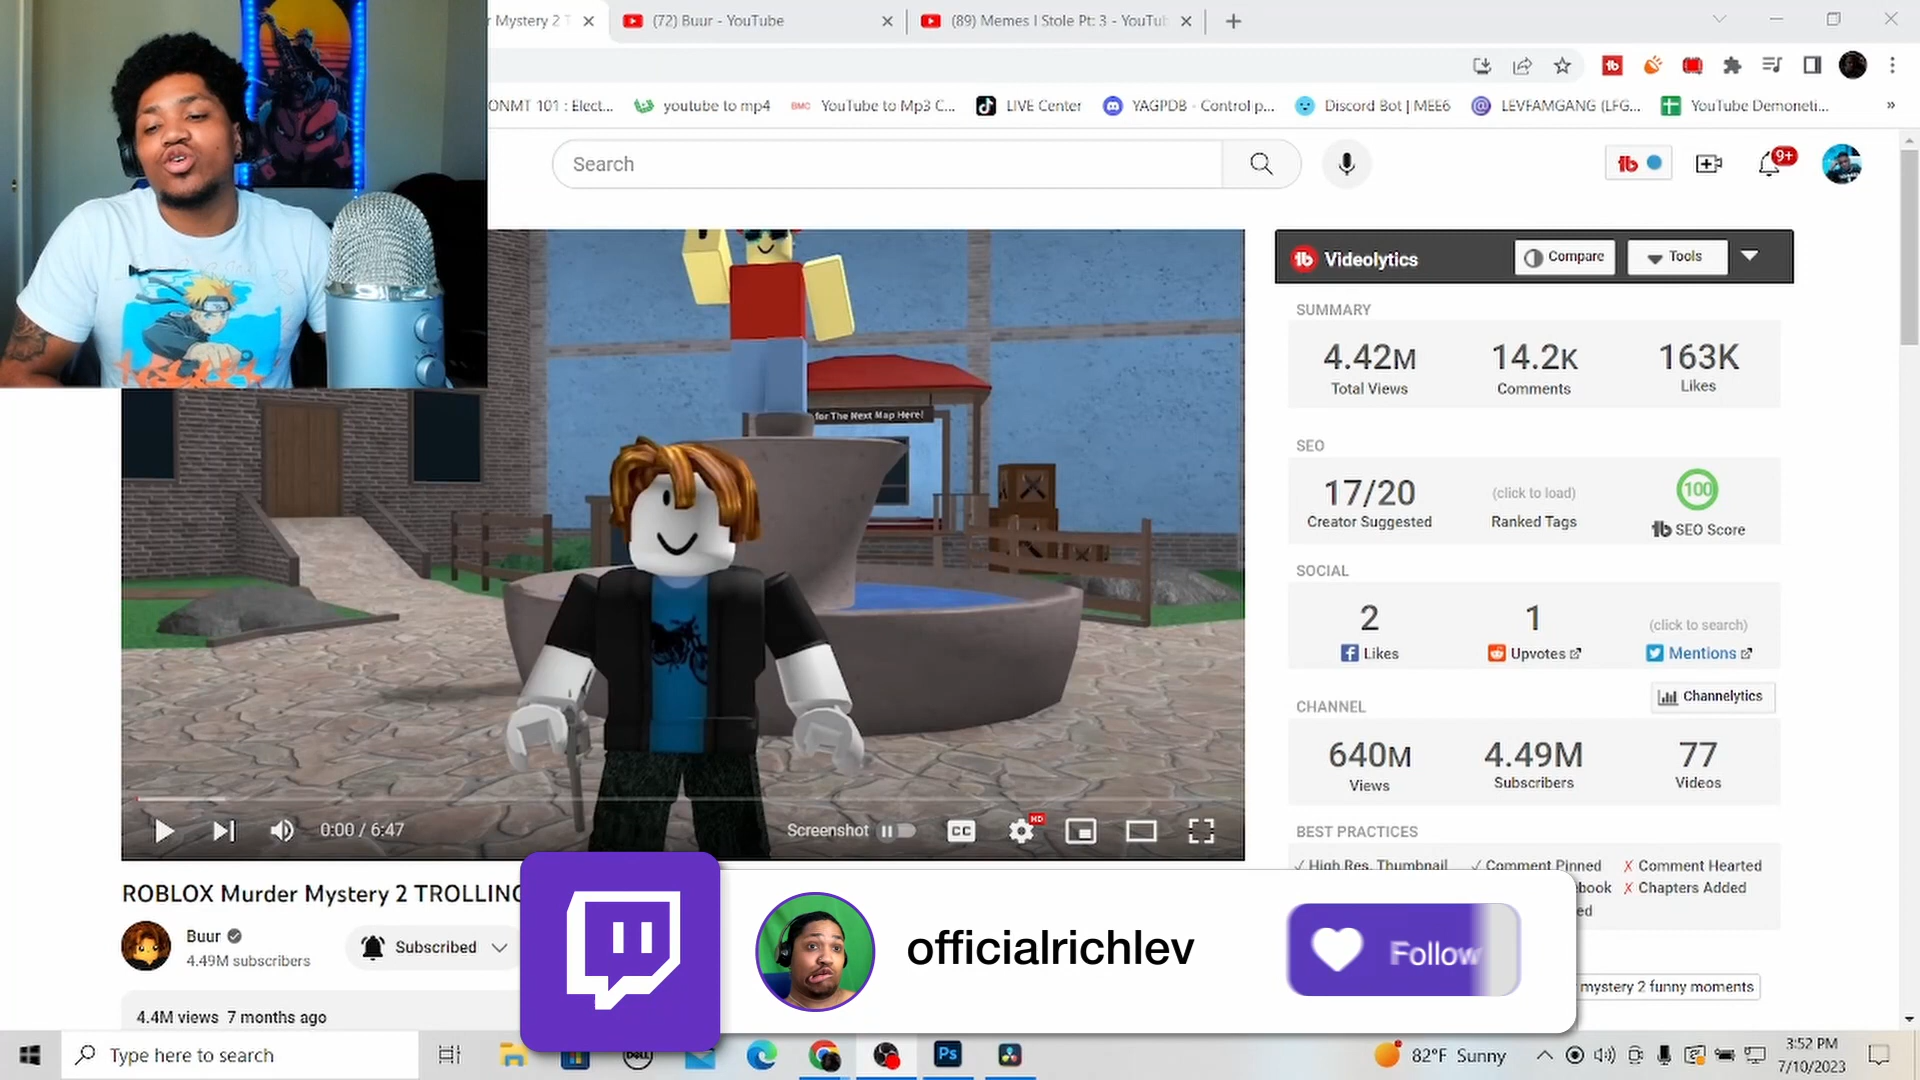 r Mystery 2 T
(72) Buur - YouTube
(89) Memes I Stole Pt: 3 - YouTub
ONMT 101 : Elect...
youtube to mp4
BMC
YouTube to Mp3 C...
LIVE Center
YAGPDB - Control p...
Discord Bot | MEE6
LEVFAMGANG (LFG...
YouTube Demoneti...
»
Search
9+
Videolytics
Compare
Tools
SUMMARY
4.42M
14.2K
163K
Total Views
Comments
Likes
for The Next Map Here!
SEO
17/20
(click to load)
100
Creator Suggested
Ranked Tags
SEO Score
SOCIAL
2
1
(click to search)
Likes
Upvotes
Mentions
Channelytics
CHANNEL
640M
4.49M
77
Views
Subscribers
Videos
0:00 / 6:47
Screenshot
CC
HD
BEST PRACTICES
✓ High Res. Thumbnail
✓ Comment Pinned
✗ Comment Hearted
ebook
✗ Chapters Added
ed
ROBLOX Murder Mystery 2 TROLLING
Buur
4.49M subscribers
Subscribed
officialrichlev
Follow
mystery 2 funny moments
4.4M views 7 months ago
Type here to search
DELL
Ps
82°F Sunny
3:52 PM
7/10/2023